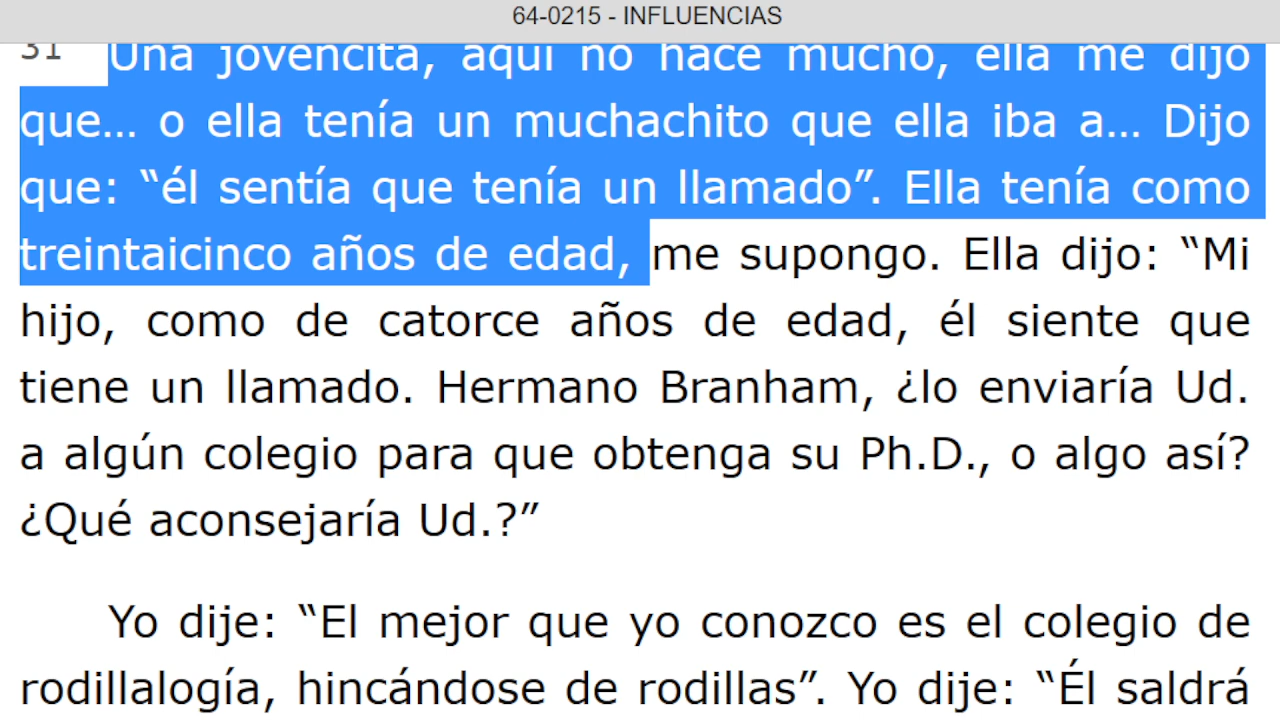 64-0215 - INFLUENCIAS
31 Una jovencita, aquí no hace mucho, ella me dijo
que… o ella tenía un muchachito que ella iba a… Dijo
que: “él sentía que tenía un llamado”. Ella tenía como
treintaicinco años de edad, me supongo. Ella dijo: “Mi
hijo, como de catorce años de edad, él siente que
tiene un llamado. Hermano Branham, ¿lo enviaría Ud.
a algún colegio para que obtenga su Ph.D., o algo así?
¿Qué aconsejaría Ud.?”
Yo dije: “El mejor que yo conozco es el colegio de
rodillalogía, hincándose de rodillas”. Yo dije: “Él saldrá